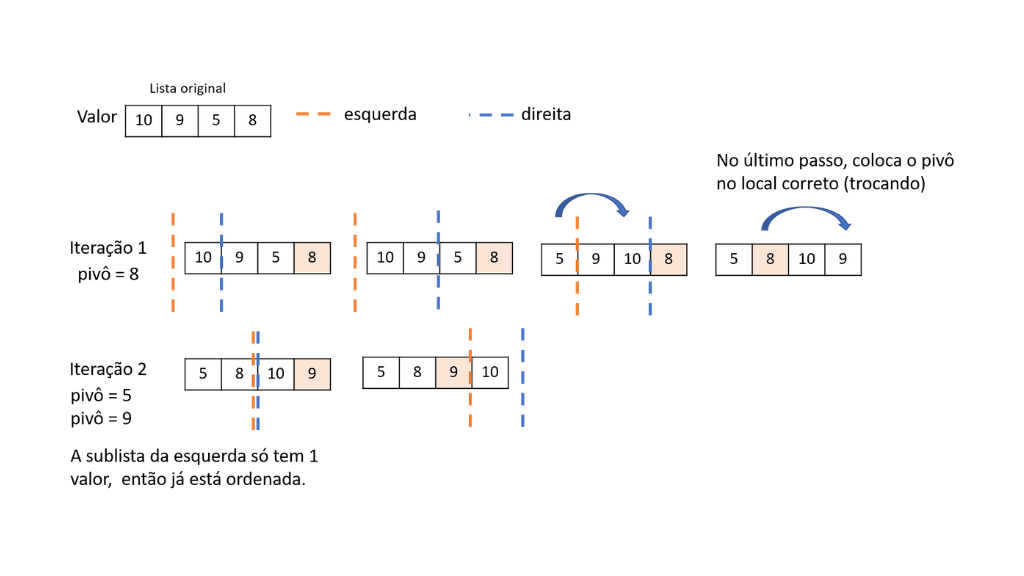 Lista original
Valor 10 9 5 8 esquerda direita
No último passo, coloca o pivô
no local correto (trocando)
Iteração 1
pivô = 8
10 9 5 8
10 9 5 8
5 9 10 8
5 8 10 9
Iteração 2
pivô = 5
pivô = 9
5 8 10 9
5 8 9 10
A sublista da esquerda só tem 1
valor, então já está ordenada.